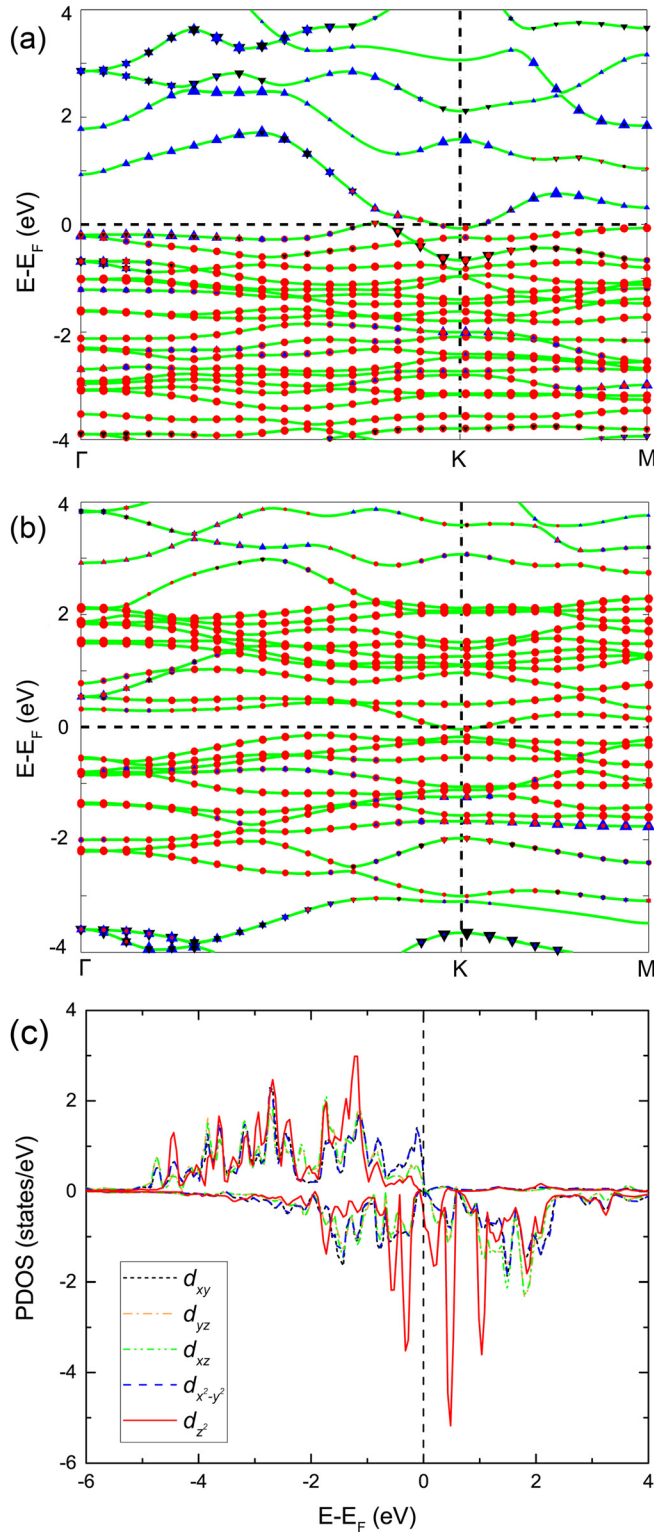 (a)
4
2
0
-2
-4
E-E_F (eV)
Γ K M
(b)
4
2
0
-2
-4
E-E_F (eV)
Γ K M
(c)
4
2
0
-2
-4
-6
PDOS (states/eV)
d_xy
d_yz
d_xz
d_x²-y²
d_z²
-6 -4 -2 0 2 4
E-E_F (eV)